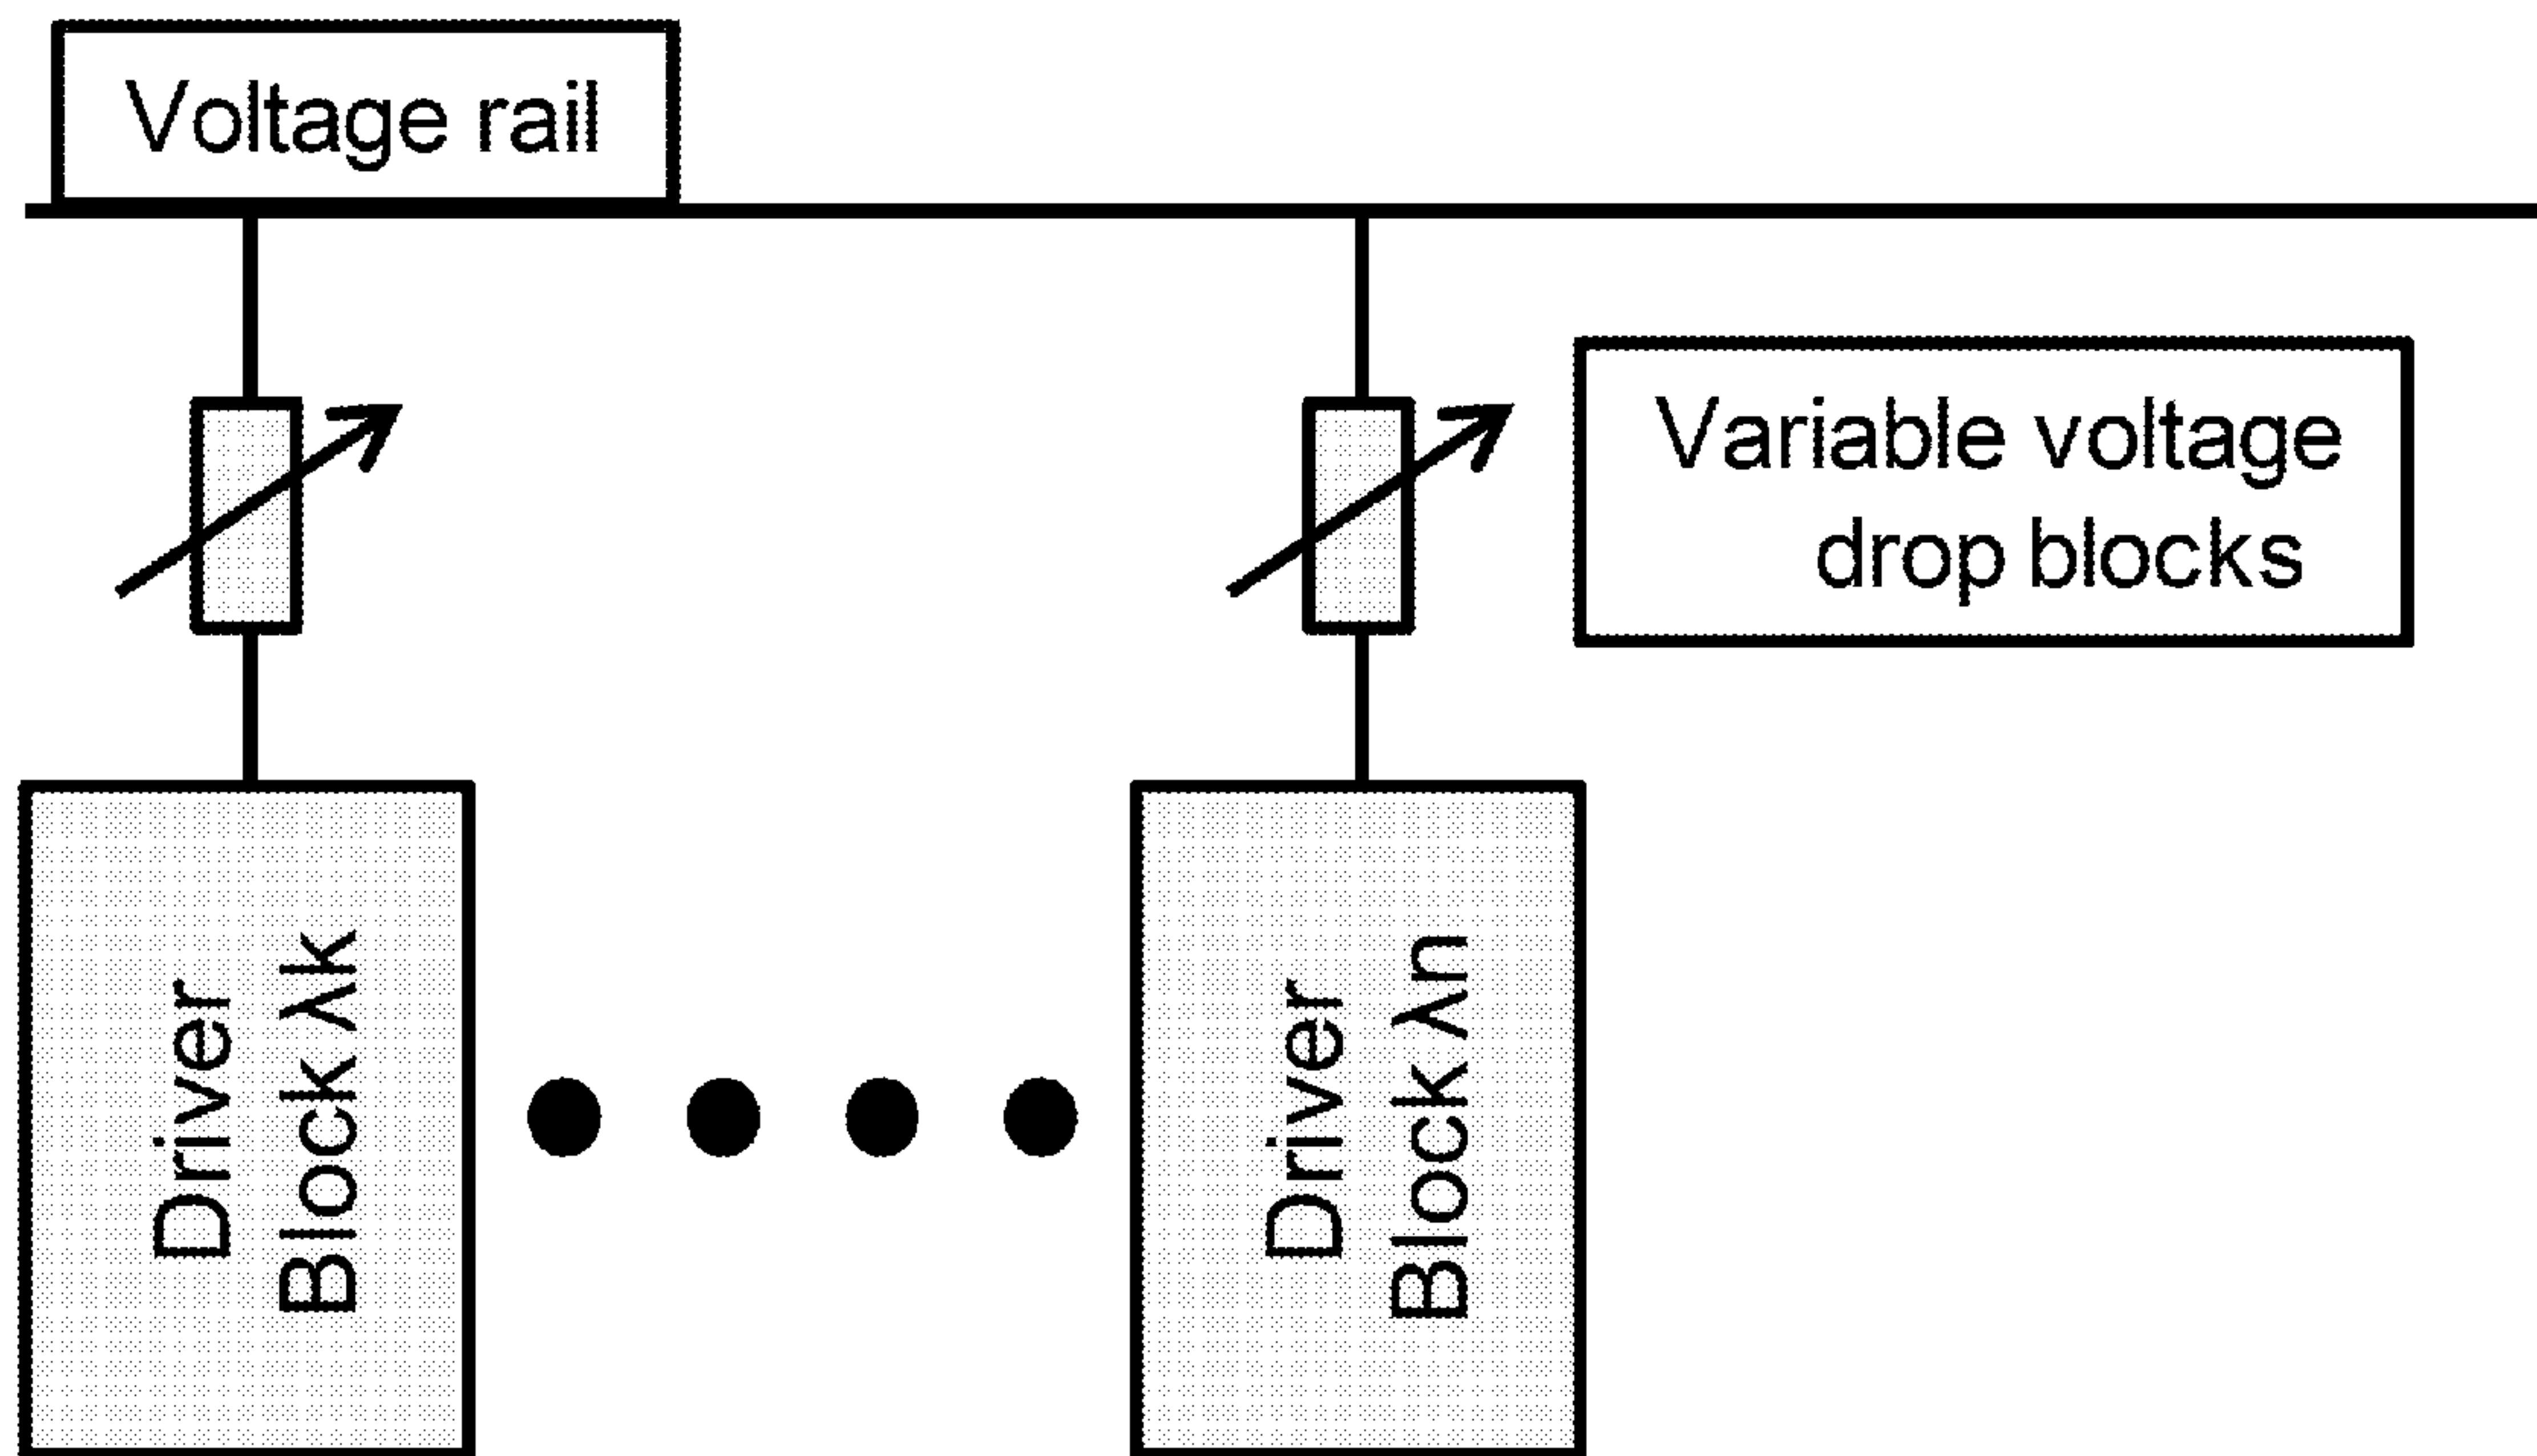 Voltage rail
Variable voltage
drop blocks
Driver
Block λk
Driver
Block λn